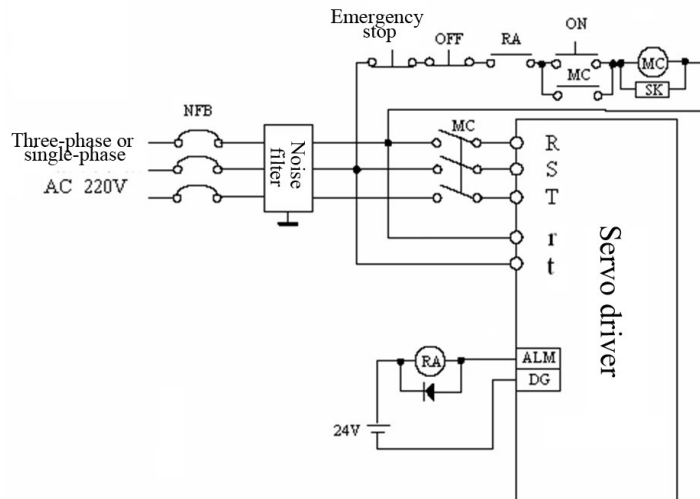 Emergency
stop
OFF
RA
ON
MC
MC
SK
NFB
Three-phase or
single-phase
AC 220V
Noise
filter
MC
R
S
T
r
t
Servo driver
RA
ALM
DG
24V